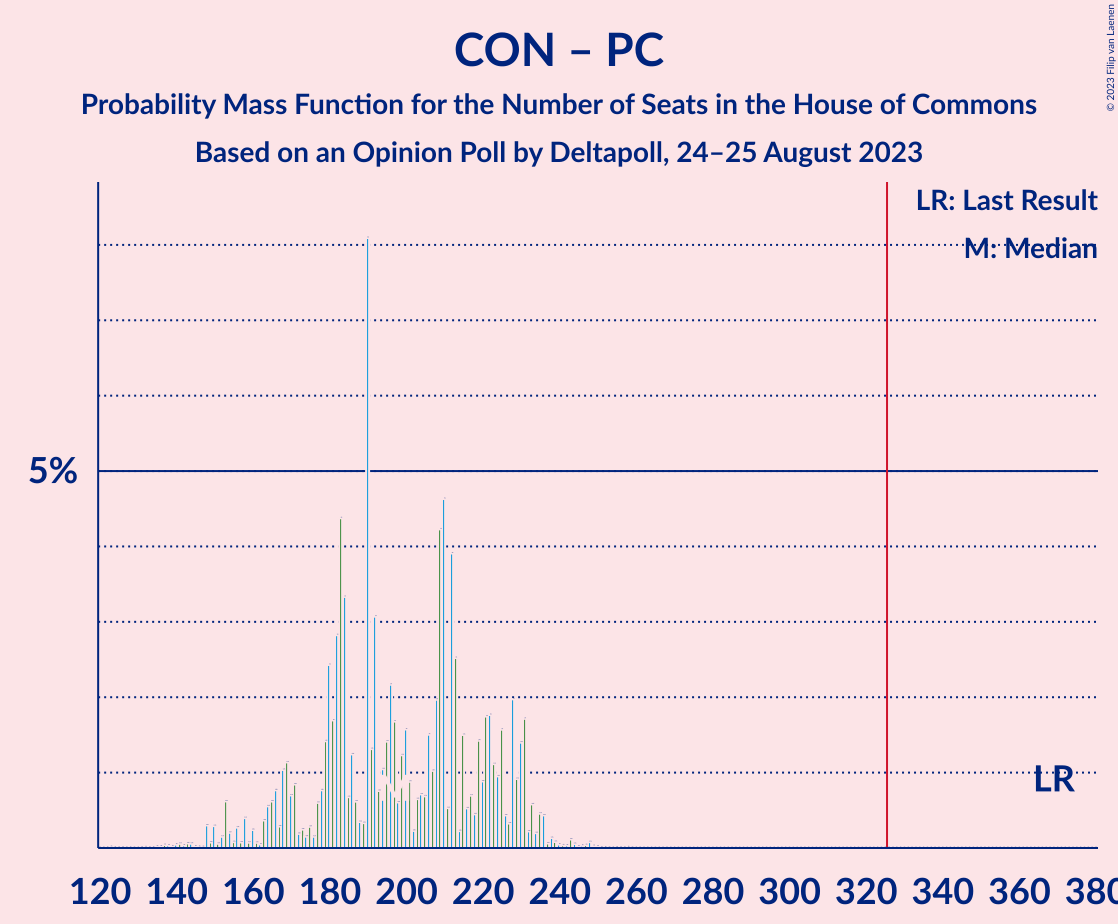 CON – PC
Probability Mass Function for the Number of Seats in the House of Commons
Based on an Opinion Poll by Deltapoll, 24–25 August 2023
© 2023 Filip van Laenen
LR: Last Result
M: Median
5%
LR
120 140 160 180 200 220 240 260 280 300 320 340 360 380